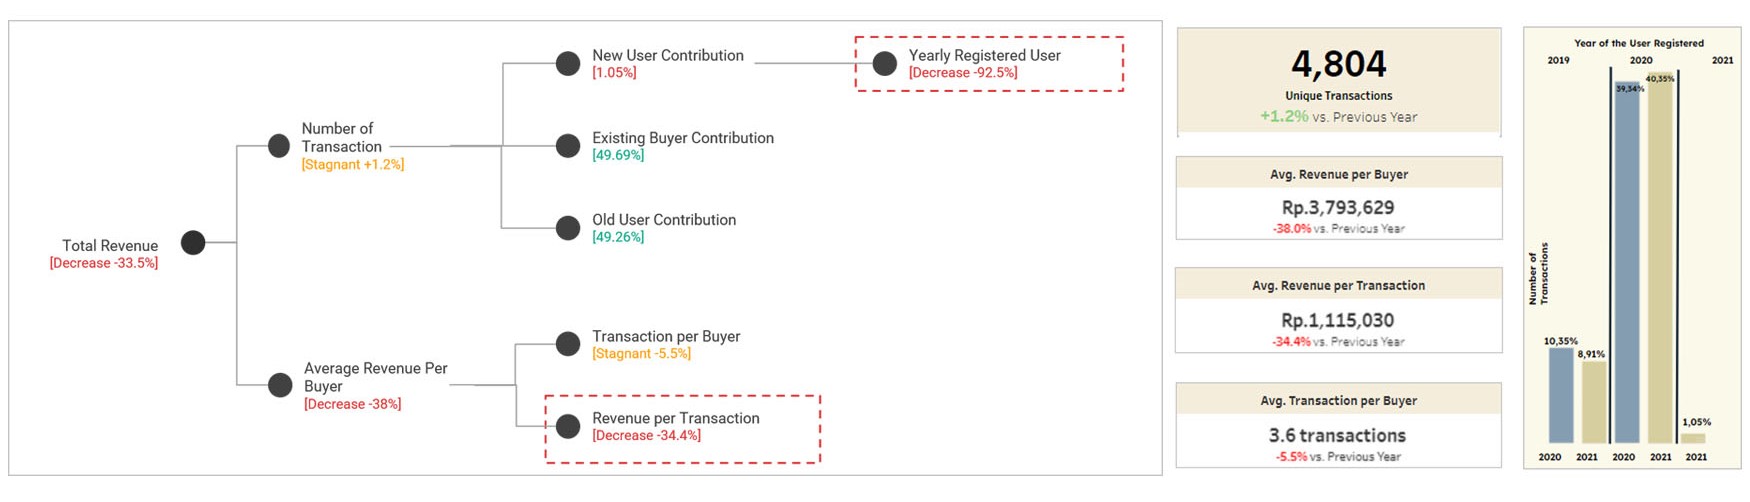 Total Revenue
[Decrease -33.5%]
Number of
Transaction
[Stagnant +1.2%]
New User Contribution
[1.05%]
Yearly Registered User
[Decrease -92.5%]
Existing Buyer Contribution
[49.69%]
Old User Contribution
[49.26%]
Average Revenue Per
Buyer
[Decrease -38%]
Transaction per Buyer
[Stagnant -5.5%]
Revenue per Transaction
[Decrease -34.4%]
4,804
Unique Transactions
+1.2% vs. Previous Year
Avg. Revenue per Buyer
Rp.3,793,629
-38.0% vs. Previous Year
Avg. Revenue per Transaction
Rp.1,115,030
-34.4% vs. Previous Year
Avg. Transaction per Buyer
3.6 transactions
-5.5% vs. Previous Year
Year of the User Registered
2019 2020 2021
39,34% 40,35%
Number of
Transactions
10,35% 8,91%
1,05%
2020 2021 2020 2021 2021